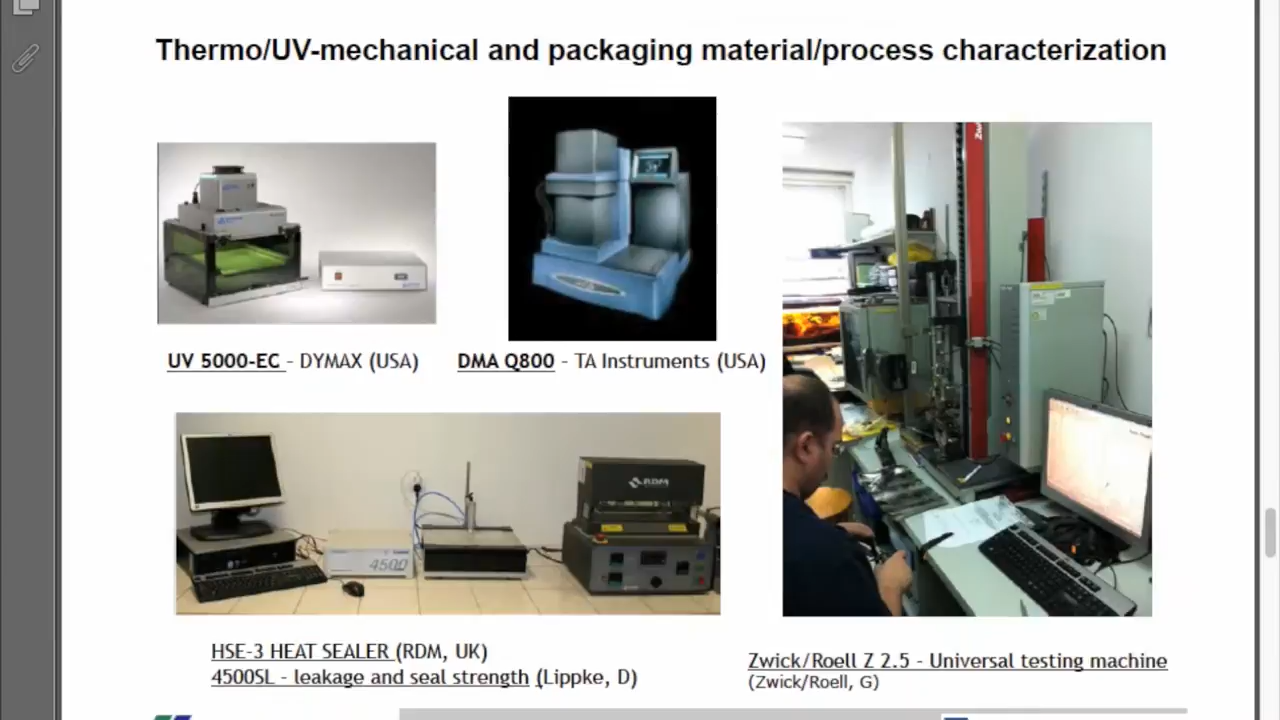 Thermo/UV-mechanical and packaging material/process characterization
UV 5000-EC – DYMAX (USA)
DMA Q800 – TA Instruments (USA)
RDM
4500
HSE-3 HEAT SEALER (RDM, UK)
4500SL – leakage and seal strength (Lippke, D)
Zwick/Roell Z 2.5 - Universal testing machine
(Zwick/Roell, G)